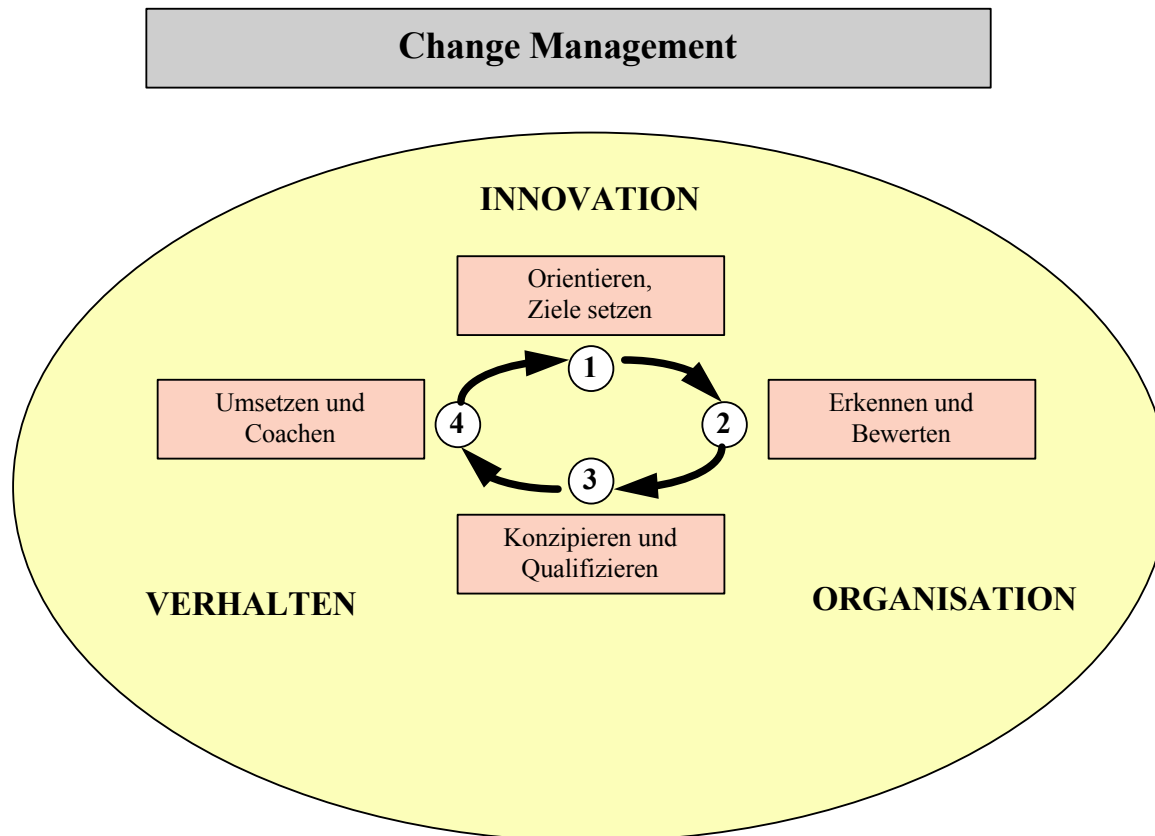 Change Management
INNOVATION
Orientieren,
Ziele setzen
1
Umsetzen und
Coachen
4
2
Erkennen und
Bewerten
3
Konzipieren und
Qualifizieren
VERHALTEN
ORGANISATION